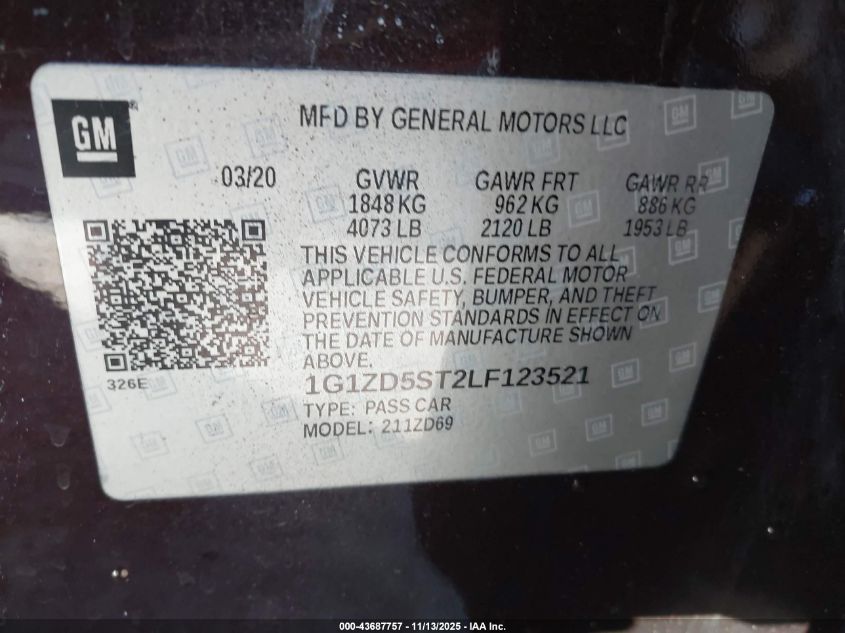 GM
MFD BY GENERAL MOTORS LLC
03/20 GVWR GAWR FRT GAWR RR
1848 KG 962 KG 886 KG
4073 LB 2120 LB 1953 LB
THIS VEHICLE CONFORMS TO ALL
APPLICABLE U.S. FEDERAL MOTOR
VEHICLE SAFETY, BUMPER, AND THEFT
PREVENTION STANDARDS IN EFFECT ON
THE DATE OF MANUFACTURE SHOWN
ABOVE.
326E
1G1ZD5ST2LF123521
TYPE: PASS CAR
MODEL: 211ZD69
000-43687757 - 11/13/2025 - IAA Inc.